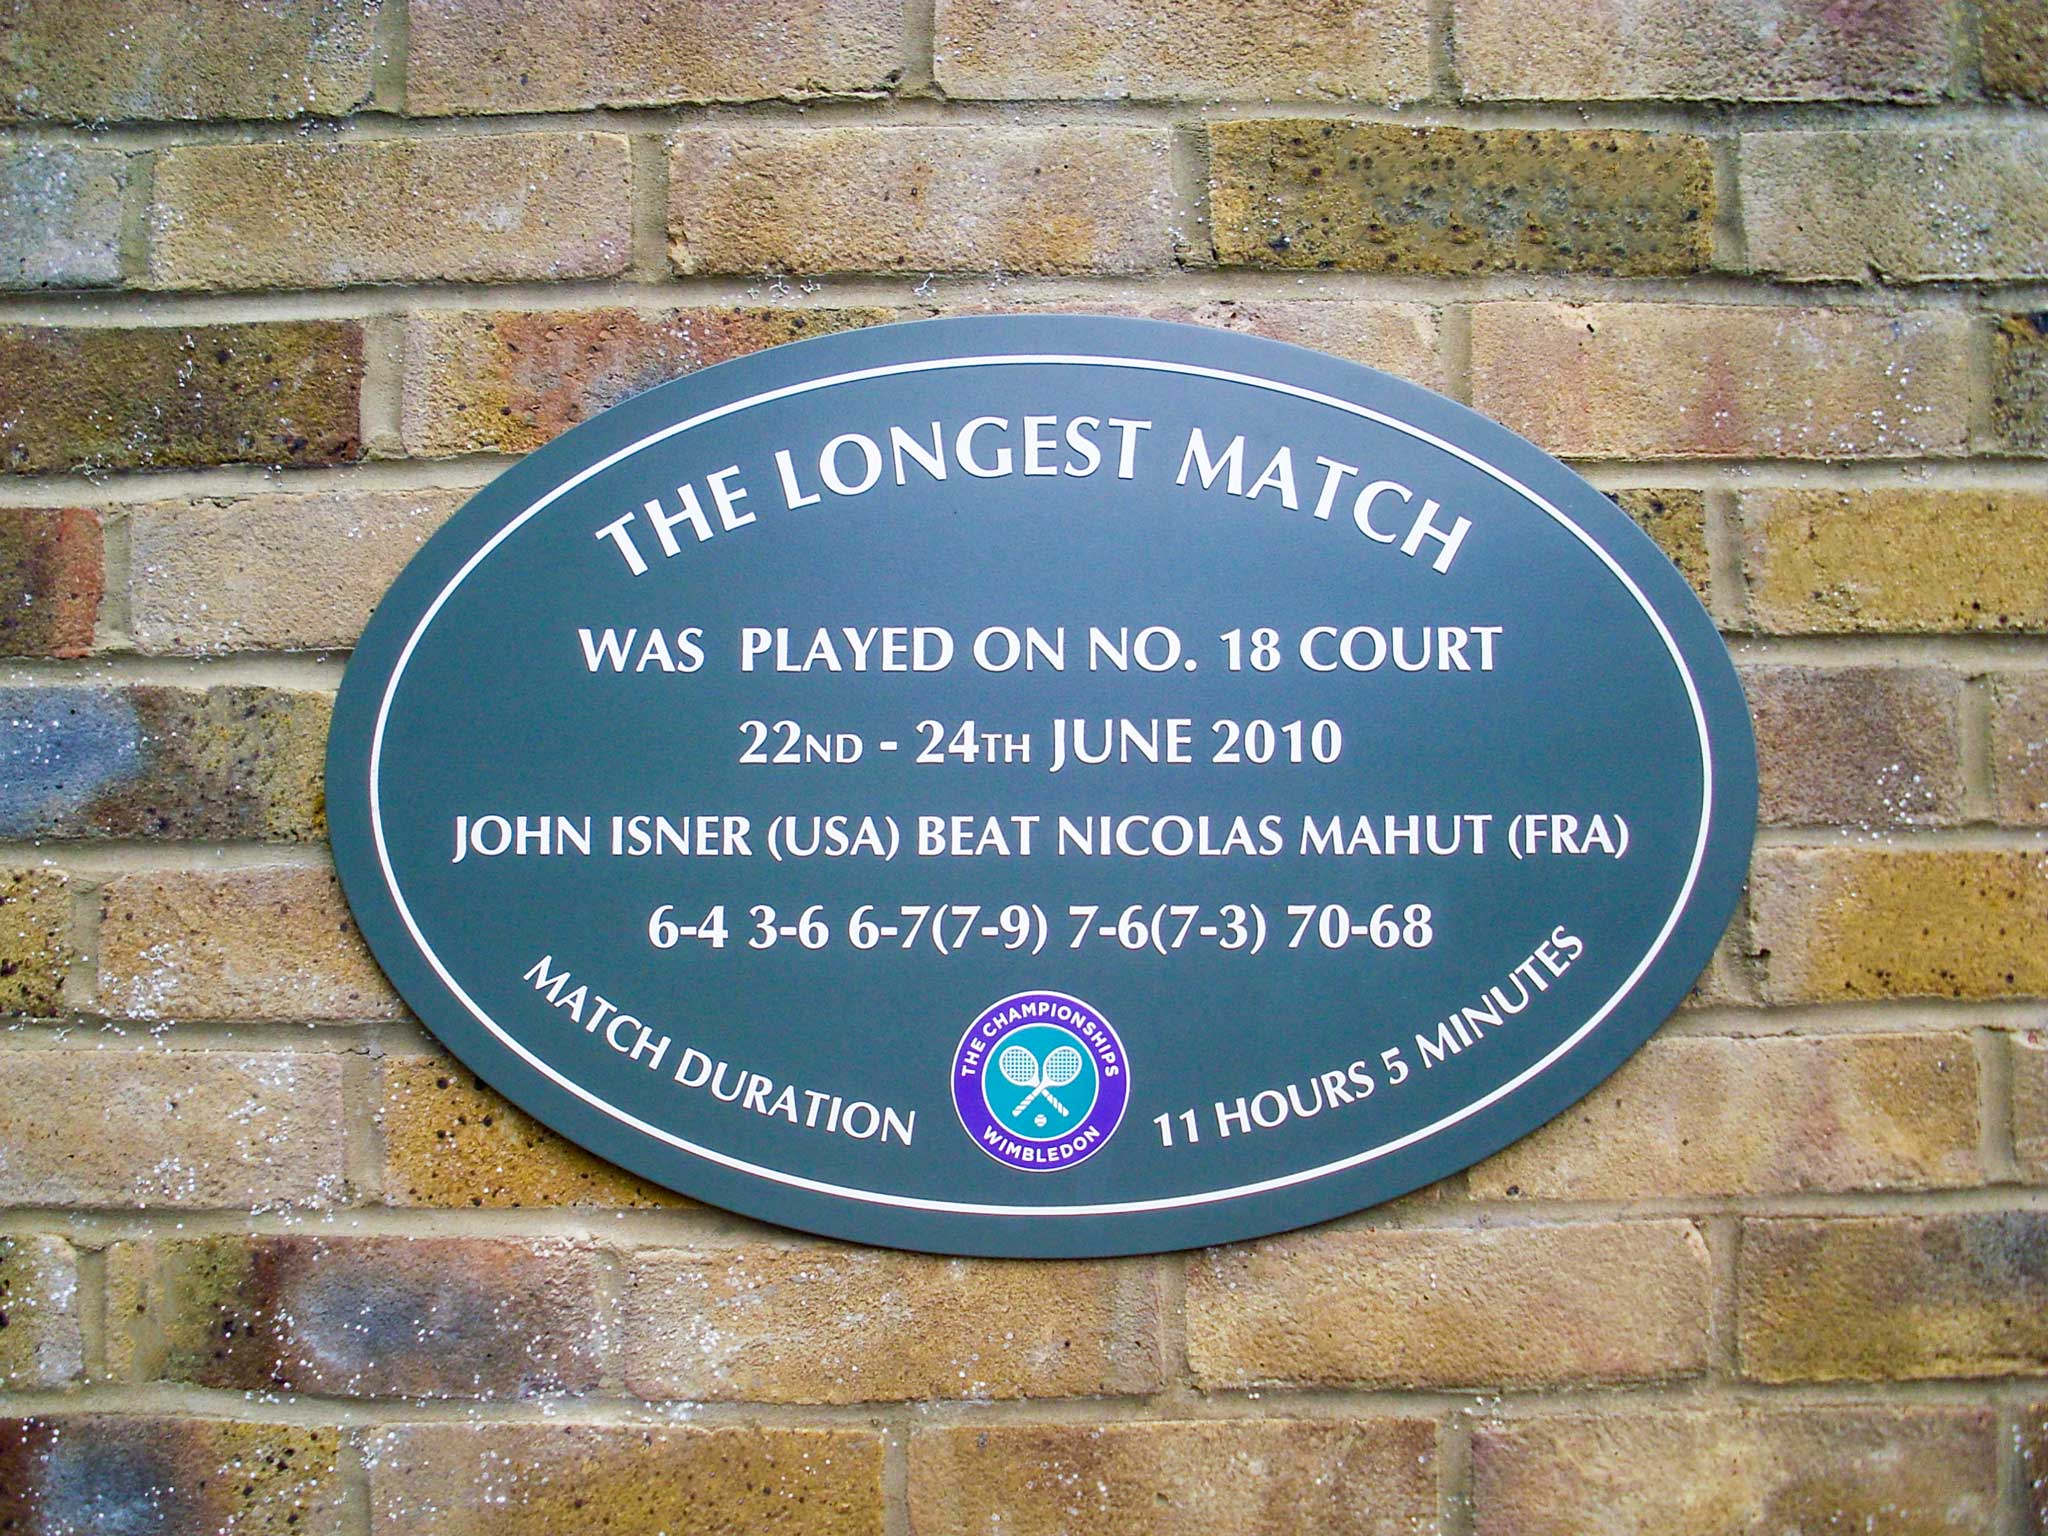 THE LONGEST MATCH
WAS PLAYED ON NO. 18 COURT
22ND - 24TH JUNE 2010
JOHN ISNER (USA) BEAT NICOLAS MAHUT (FRA)
6-4 3-6 6-7(7-9) 7-6(7-3) 70-68
MATCH DURATION
THE CHAMPIONSHIPS
WIMBLEDON
11 HOURS 5 MINUTES